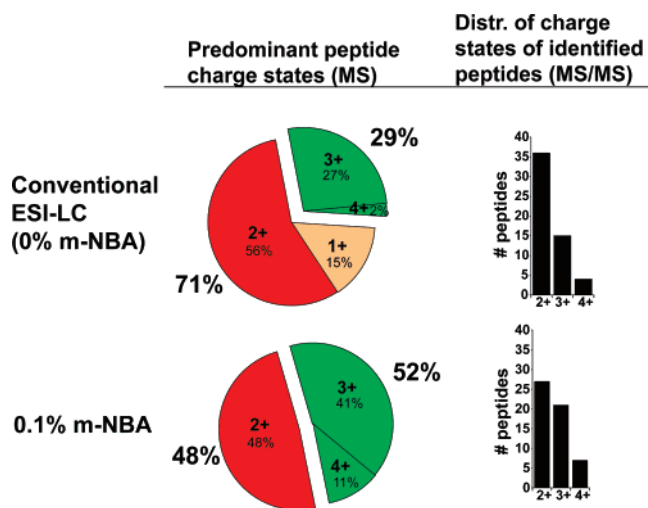 Predominant peptide
charge states (MS)
Distr. of charge
states of identified
peptides (MS/MS)
Conventional
ESI-LC
(0% m-NBA)
29%
3+
27%
4+ 2%
2+
56%
1+
15%
71%
# peptides
40
35
30
25
20
15
10
5
0
2+ 3+ 4+
0.1% m-NBA
52%
3+
41%
2+
48%
4+
11%
48%
# peptides
40
35
30
25
20
15
10
5
0
2+ 3+ 4+